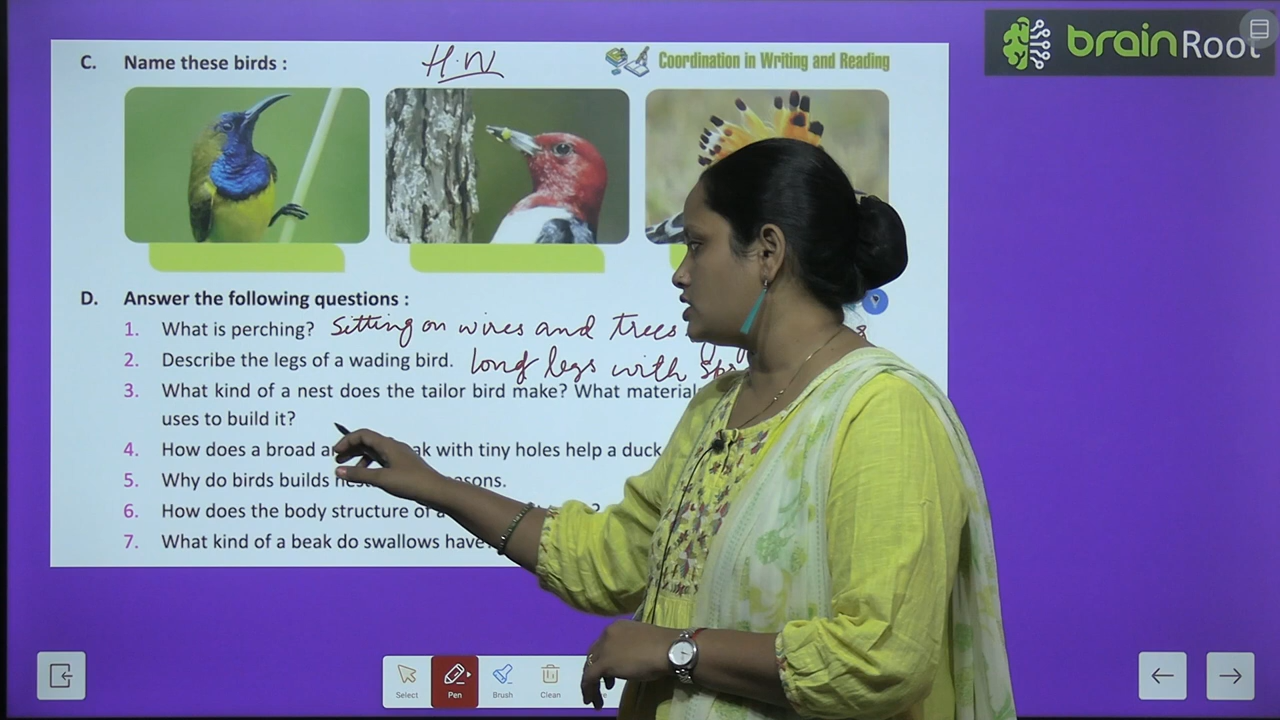 brainRoot
C. Name these birds : H.W
Coordination in Writing and Reading
D. Answer the following questions :
1. What is perching? Sitting on wires and trees
2. Describe the legs of a wading bird. long legs with
3. What kind of a nest does the tailor bird make? What material
uses to build it?
4. How does a broad with tiny holes help a duck
5. Why do birds builds
6. How does the body structure of
7. What kind of a beak do swallows have?
Select
Pen
Brush
Clean